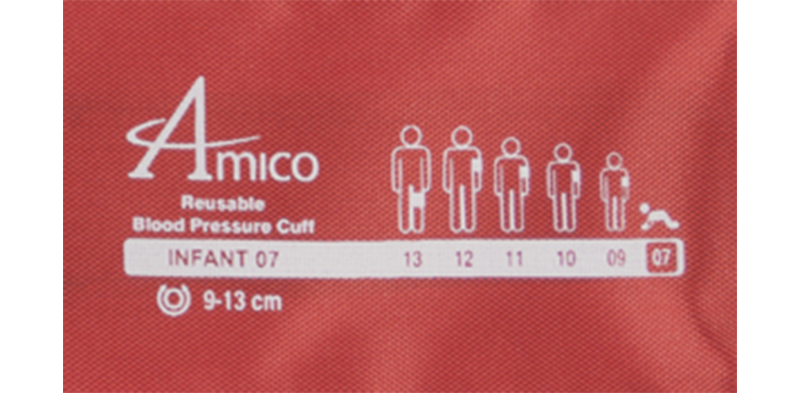 Amico
Reusable
Blood Pressure Cuff
INFANT 07 13 12 11 10 09 07
9-13 cm